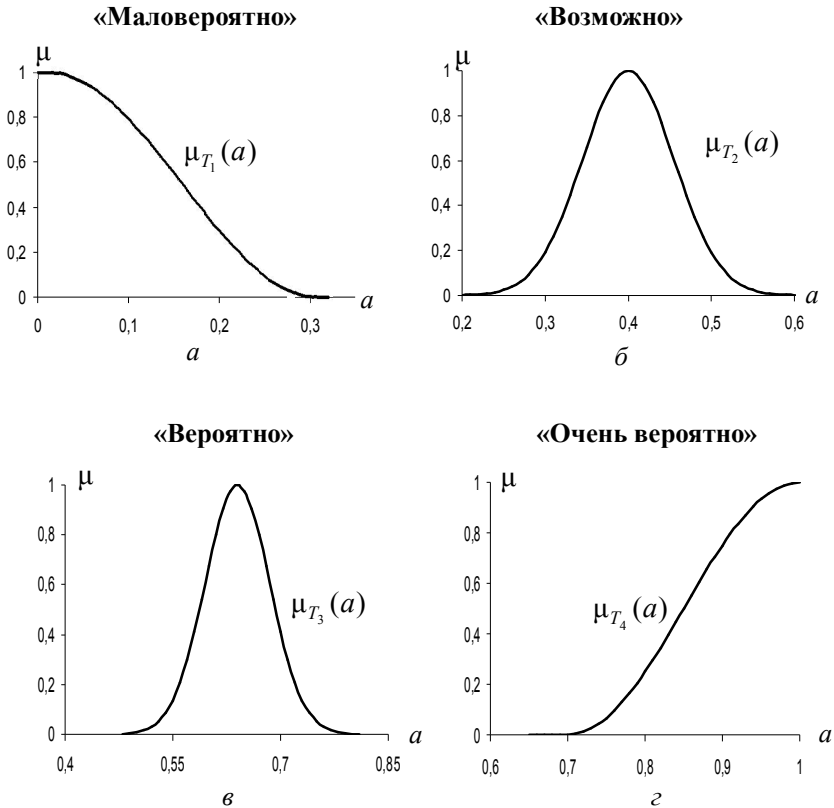 «Маловероятно»
μ
1
0,8
0,6
0,4
0,2
0
μT₁(a)
0 0,1 0,2 0,3 a
а
«Возможно»
μ
1
0,8
0,6
0,4
0,2
0
μT₂(a)
0,2 0,3 0,4 0,5 0,6 a
б
«Вероятно»
μ
1
0,8
0,6
0,4
0,2
0
μT₃(a)
0,4 0,55 0,7 0,85 a
в
«Очень вероятно»
μ
1
0,8
0,6
0,4
0,2
0
μT₄(a)
0,6 0,7 0,8 0,9 1 a
г